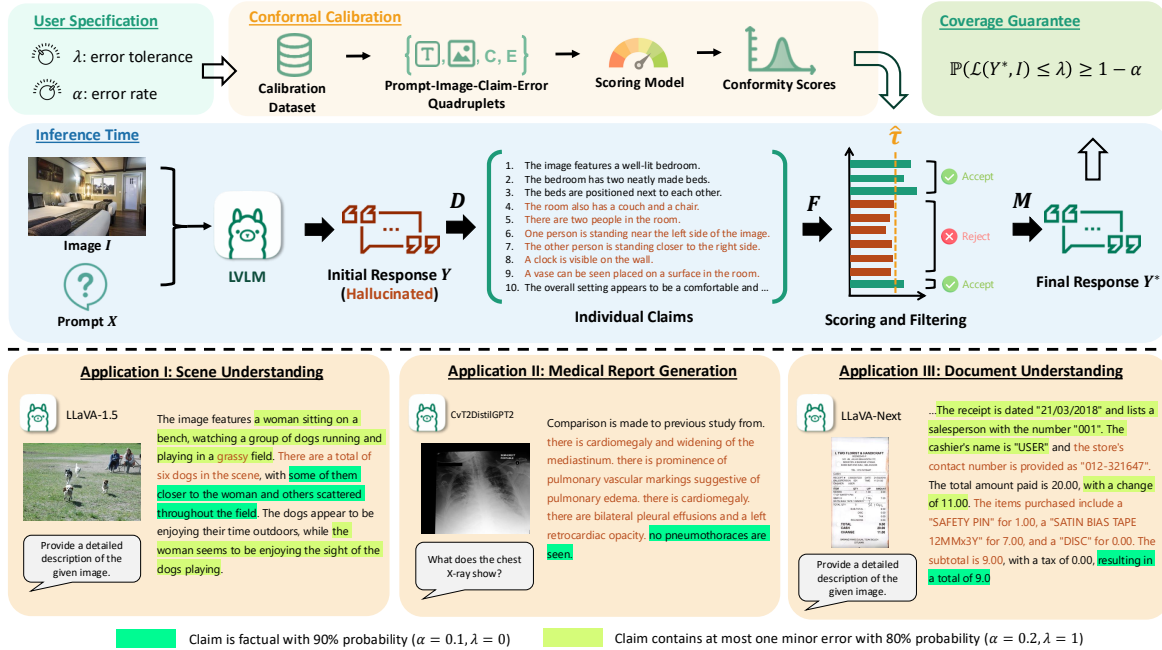 User Specification
λ: error tolerance
α: error rate
Conformal Calibration
Calibration
Dataset
{T, , C, E}
Prompt-Image-Claim-Error
Quadruplets
Scoring Model
Conformity Scores
Coverage Guarantee
ℙ(ℒ(Y*, I) ≤ λ) ≥ 1 − α
Inference Time
Image I
?
Prompt X
LVLM
Initial Response Y
(Hallucinated)
D
1. The image features a well-lit bedroom.
2. The bedroom has two neatly made beds.
3. The beds are positioned next to each other.
4. The room also has a couch and a chair.
5. There are two people in the room.
6. One person is standing near the left side of the image.
7. The other person is standing closer to the right side.
8. A clock is visible on the wall.
9. A vase can be seen placed on a surface in the room.
10. The overall setting appears to be a comfortable and ...
Individual Claims
F
τ̂
Accept
Reject
Accept
Scoring and Filtering
M
Final Response Y*
Application I: Scene Understanding
LLaVA-1.5
Provide a detailed
description of the
given image.
The image features a woman sitting on a
bench, watching a group of dogs running and
playing in a grassy field. There are a total of
six dogs in the scene, with some of them
closer to the woman and others scattered
throughout the field. The dogs appear to be
enjoying their time outdoors, while the
woman seems to be enjoying the sight of the
dogs playing.
Application II: Medical Report Generation
CvT2DistilGPT2
What does the chest
X-ray show?
Comparison is made to previous study from.
there is cardiomegaly and widening of the
mediastinum. there is prominence of
pulmonary vascular markings suggestive of
pulmonary edema. there is cardiomegaly.
there are bilateral pleural effusions and a left
retrocardiac opacity. no pneumothoraces are
seen.
Application III: Document Understanding
LLaVA-Next
TOTAL
CASH
CHANGE
Provide a detailed
description of the
given image.
...The receipt is dated "21/03/2018" and lists a
salesperson with the number "001". The
cashier's name is "USER" and the store's
contact number is provided as "012-321647".
The total amount paid is 20.00, with a change
of 11.00. The items purchased include a
"SAFETY PIN" for 1.00, a "SATIN BIAS TAPE
12MMx3Y" for 7.00, and a "DISC" for 0.00. The
subtotal is 9.00, with a tax of 0.00, resulting
in a total of 9.0
Claim is factual with 90% probability (α = 0.1, λ = 0)
Claim contains at most one minor error with 80% probability (α = 0.2, λ = 1)